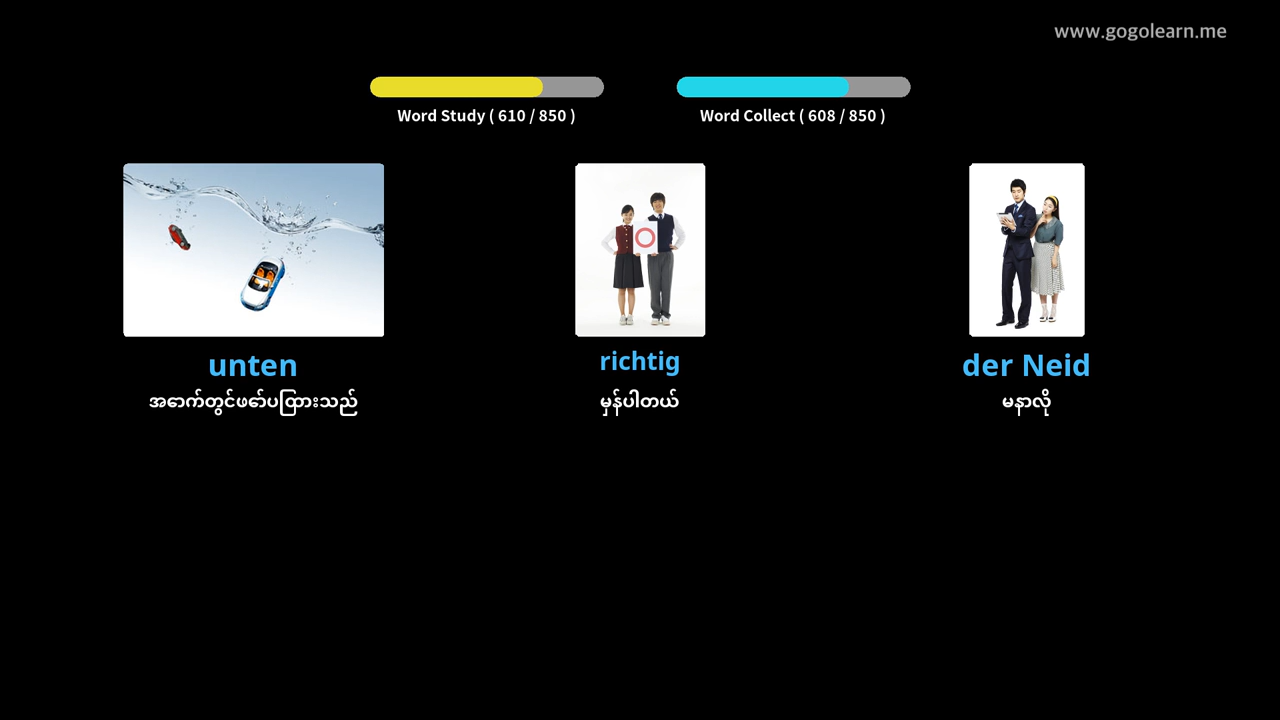 www.gogolearn.me
Word Study ( 610 / 850 )
Word Collect ( 608 / 850 )
unten
richtig
der Neid
အောက်တွင်ဖော်ပထြားသည်
မှန်ပါတယ်
မနာလို